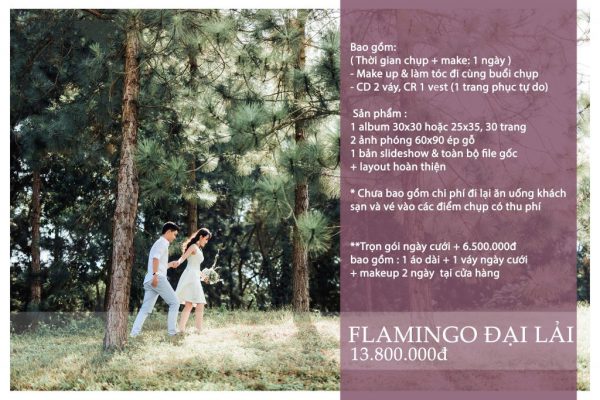 Bao gồm:
( Thời gian chụp + make: 1 ngày )
- Make up & làm tóc đi cùng buổi chụp
- CD 2 váy, CR 1 vest (1 trang phục tự do)
Sản phẩm :
1 album 30x30 hoặc 25x35, 30 trang
2 ảnh phóng 60x90 ép gỗ
1 bản slideshow & toàn bộ file gốc
+ layout hoàn thiện
* Chưa bao gồm chi phí đi lại ăn uống khách
sạn và vé vào các điểm chụp có thu phí
**Trọn gói ngày cưới + 6.500.000đ
bao gồm : 1 áo dài + 1 váy ngày cưới
+ makeup 2 ngày tại cửa hàng
FLAMINGO ĐẠI LẢI
13.800.000đ